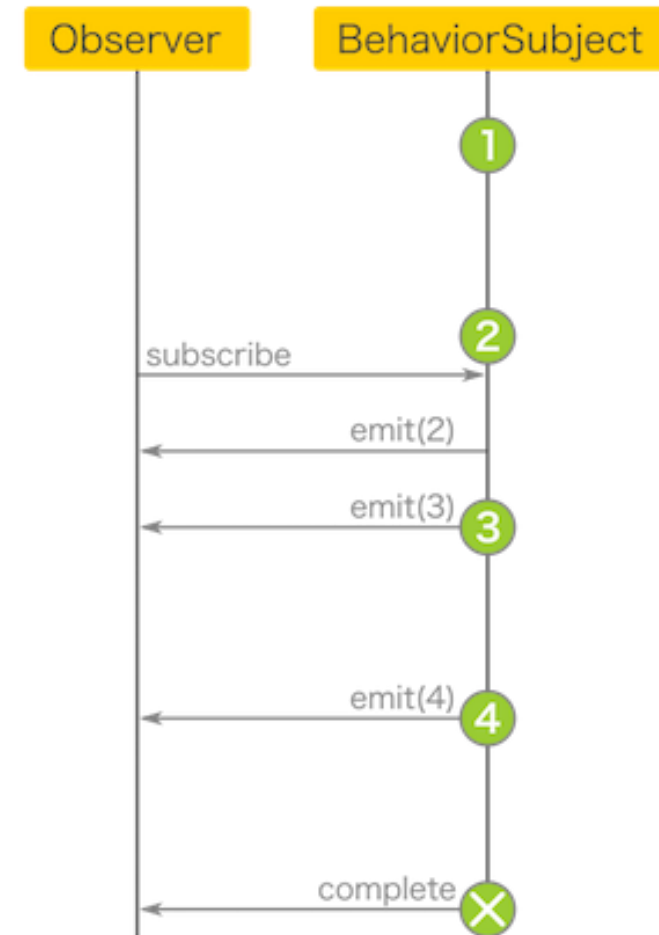 Observer
BehaviorSubject
1
2
subscribe
emit(2)
emit(3)
3
emit(4)
4
complete